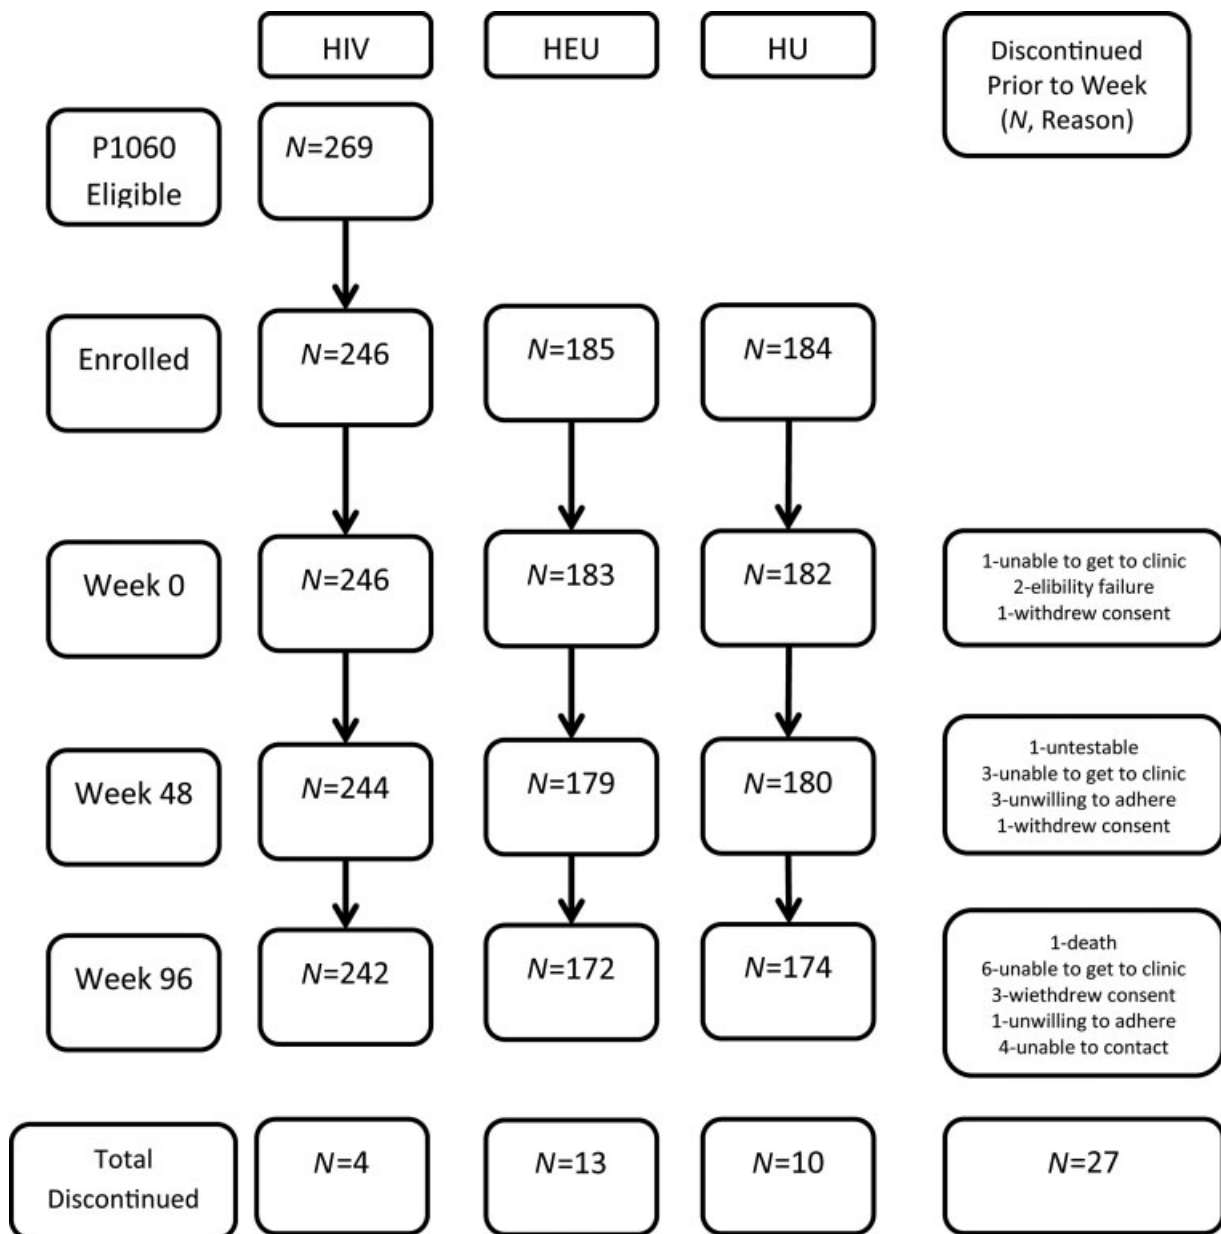 HIV
HEU
HU
Discontinued
Prior to Week
(N, Reason)
P1060
Eligible
N=269
Enrolled
N=246
N=185
N=184
Week 0
N=246
N=183
N=182
1-unable to get to clinic
2-elibility failure
1-withdrew consent
Week 48
N=244
N=179
N=180
1-untestable
3-unable to get to clinic
3-unwilling to adhere
1-withdrew consent
Week 96
N=242
N=172
N=174
1-death
6-unable to get to clinic
3-wiethdrew consent
1-unwilling to adhere
4-unable to contact
Total
Discontinued
N=4
N=13
N=10
N=27